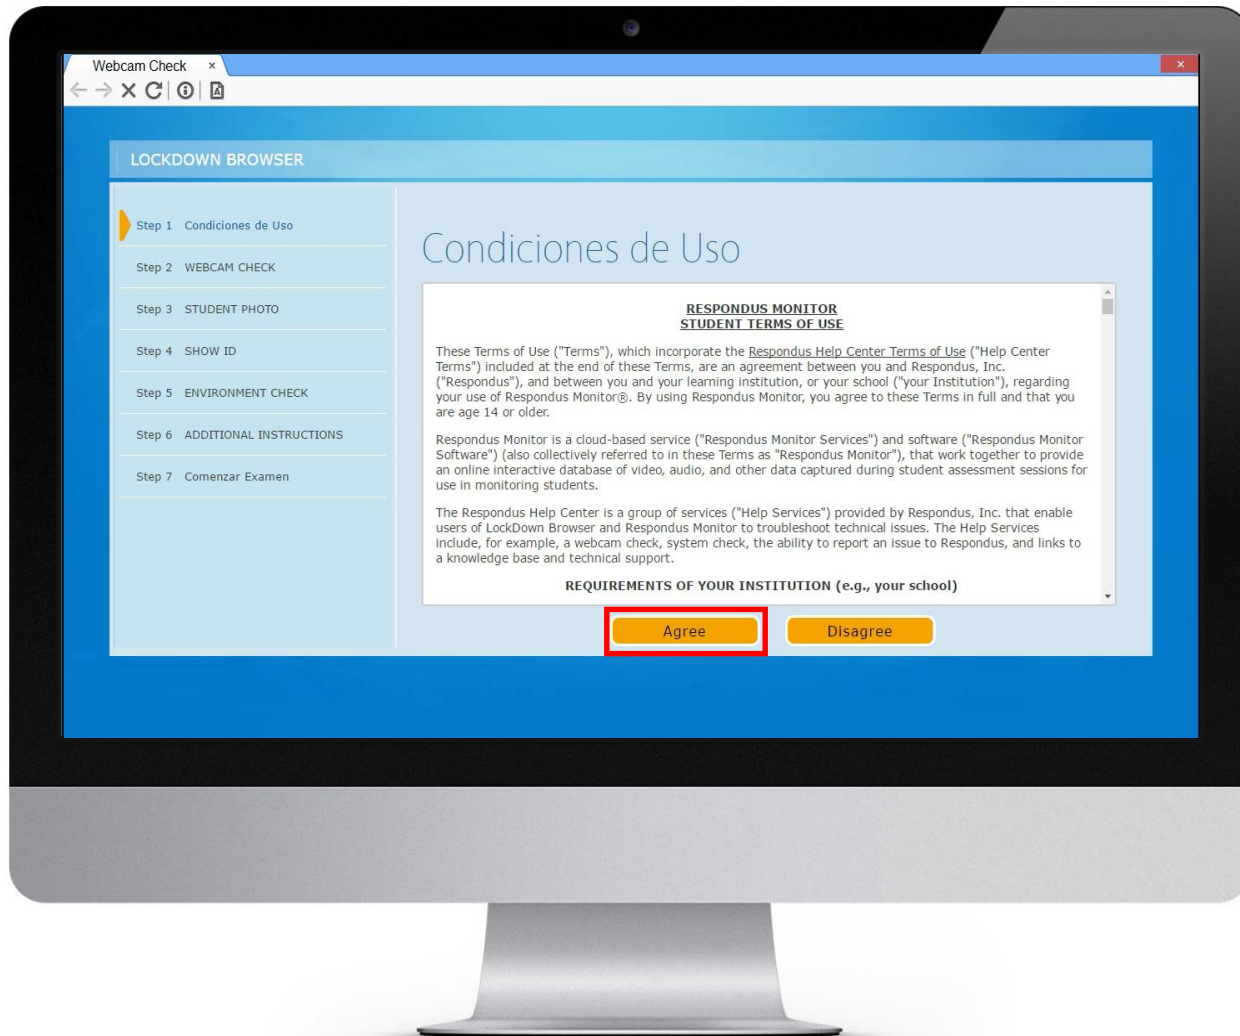 Webcam Check
LOCKDOWN BROWSER
Step 1 Condiciones de Uso
Step 2 WEBCAM CHECK
Step 3 STUDENT PHOTO
Step 4 SHOW ID
Step 5 ENVIRONMENT CHECK
Step 6 ADDITIONAL INSTRUCTIONS
Step 7 Comenzar Examen
Condiciones de Uso
RESPONDUS MONITOR
STUDENT TERMS OF USE
These Terms of Use ("Terms"), which incorporate the Respondus Help Center Terms of Use ("Help Center
Terms") included at the end of these Terms, are an agreement between you and Respondus, Inc.
("Respondus"), and between you and your learning institution, or your school ("your Institution"), regarding
your use of Respondus Monitor®. By using Respondus Monitor, you agree to these Terms in full and that you
are age 14 or older.
Respondus Monitor is a cloud-based service ("Respondus Monitor Services") and software ("Respondus Monitor
Software") (also collectively referred to in these Terms as "Respondus Monitor"), that work together to provide
an online interactive database of video, audio, and other data captured during student assessment sessions for
use in monitoring students.
The Respondus Help Center is a group of services ("Help Services") provided by Respondus, Inc. that enable
users of LockDown Browser and Respondus Monitor to troubleshoot technical issues. The Help Services
include, for example, a webcam check, system check, the ability to report an issue to Respondus, and links to
a knowledge base and technical support.
REQUIREMENTS OF YOUR INSTITUTION (e.g., your school)
Agree
Disagree